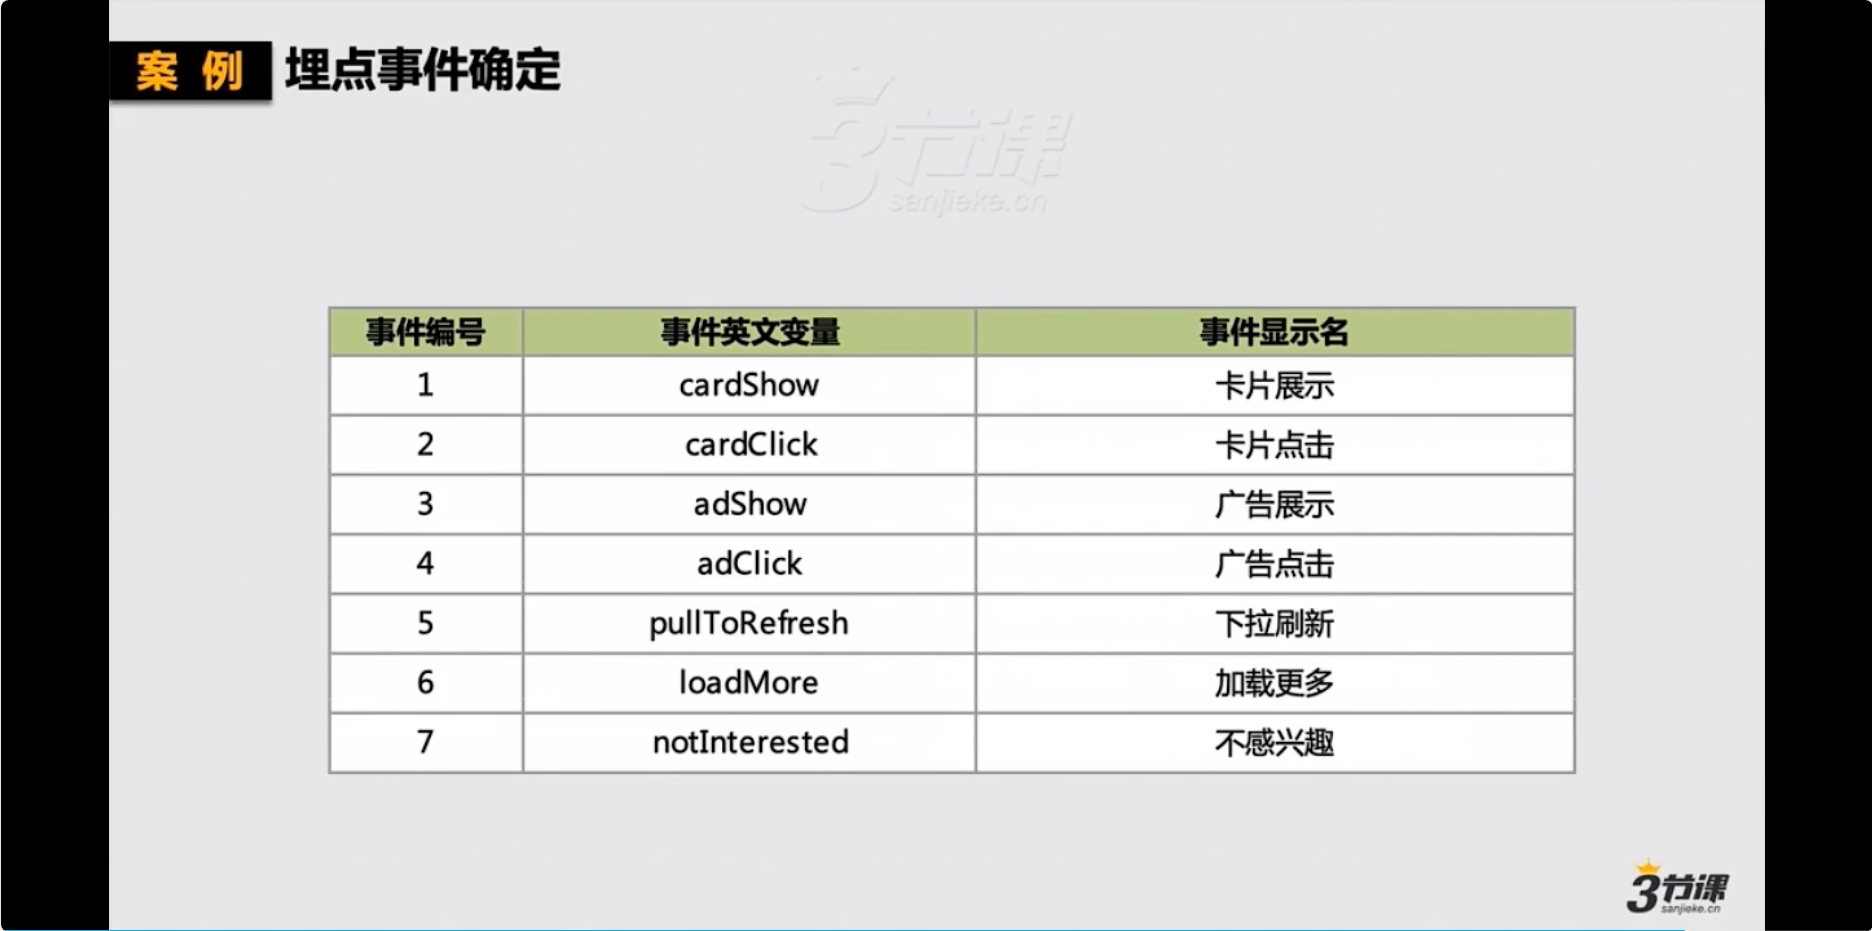 案 例 埋点事件确定
3节课
sanjieke.cn
事件编号 事件英文变量 事件显示名
1 cardShow 卡片展示
2 cardClick 卡片点击
3 adShow 广告展示
4 adClick 广告点击
5 pullToRefresh 下拉刷新
6 loadMore 加载更多
7 notInterested 不感兴趣
3节课
sanjieke.cn